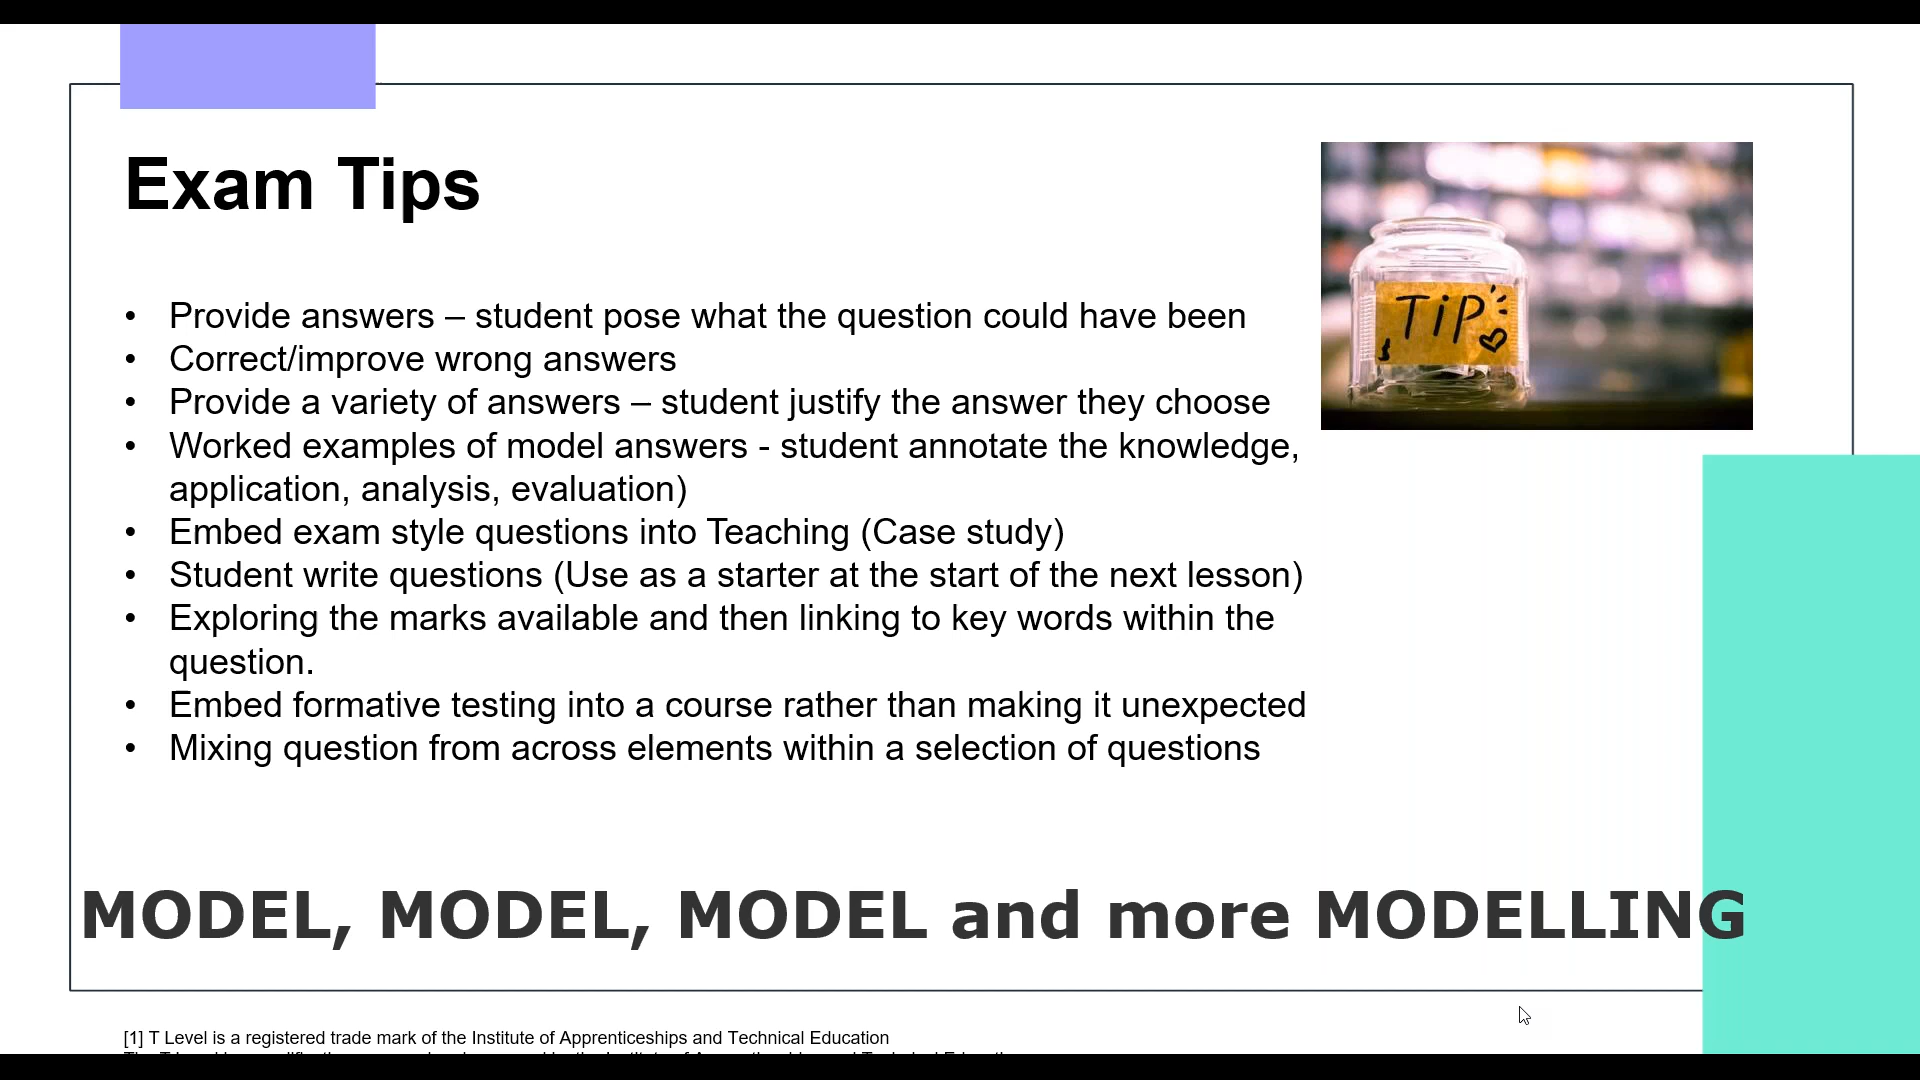 Exam Tips
TiP
• Provide answers – student pose what the question could have been
• Correct/improve wrong answers
• Provide a variety of answers – student justify the answer they choose
• Worked examples of model answers - student annotate the knowledge,
application, analysis, evaluation)
• Embed exam style questions into Teaching (Case study)
• Student write questions (Use as a starter at the start of the next lesson)
• Exploring the marks available and then linking to key words within the
question.
• Embed formative testing into a course rather than making it unexpected
• Mixing question from across elements within a selection of questions
MODEL, MODEL, MODEL and more MODELLING
[1] T Level is a registered trade mark of the Institute of Apprenticeships and Technical Education